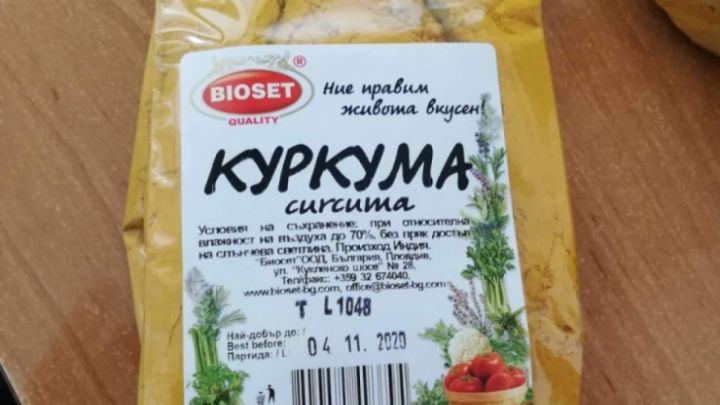 BIOSET ®
QUALITY
Ние правим
живота вкусен!
КУРКУМА
curcuma
Условия на съхранение: при относителна
влажност на въздуха до 70%, без пряк достъп
на слънчева светлина. Произход Индия.
"Биосет"ООД, България, Пловдив,
ул. "Кукленско шосе" № 28,
Тел/факс: +359 32 674040.
www.bioset-bg.com, office@bioset-bg.com
T L1048
Най-добър до: /
Best before:
04 11. 2020
Партида: / L: